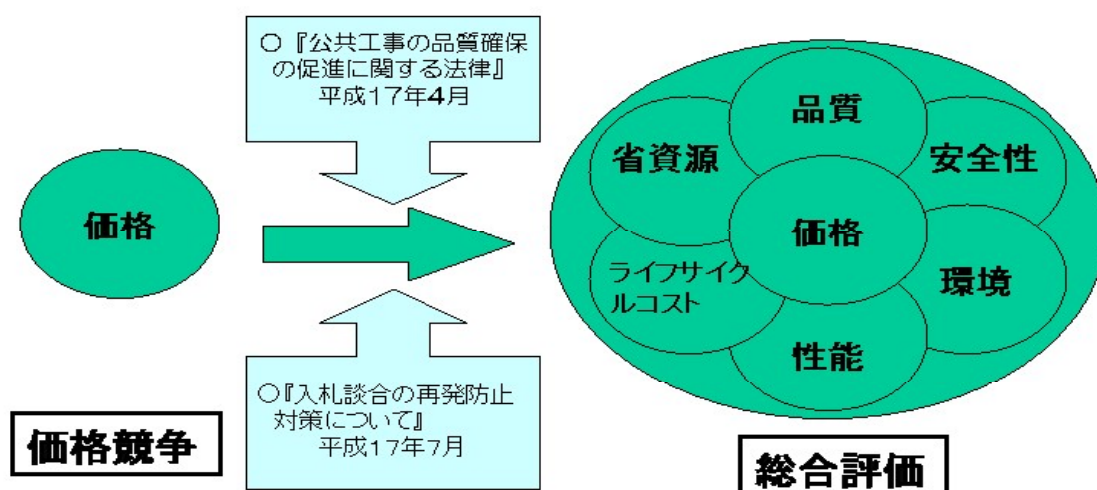 ○『公共工事の品質確保
の促進に関する法律』
平成17年4月
価格
○『入札談合の再発防止
対策について』
平成17年7月
価格競争
品質
省資源
安全性
価格
ライフサイク
ルコスト
環境
性能
総合評価